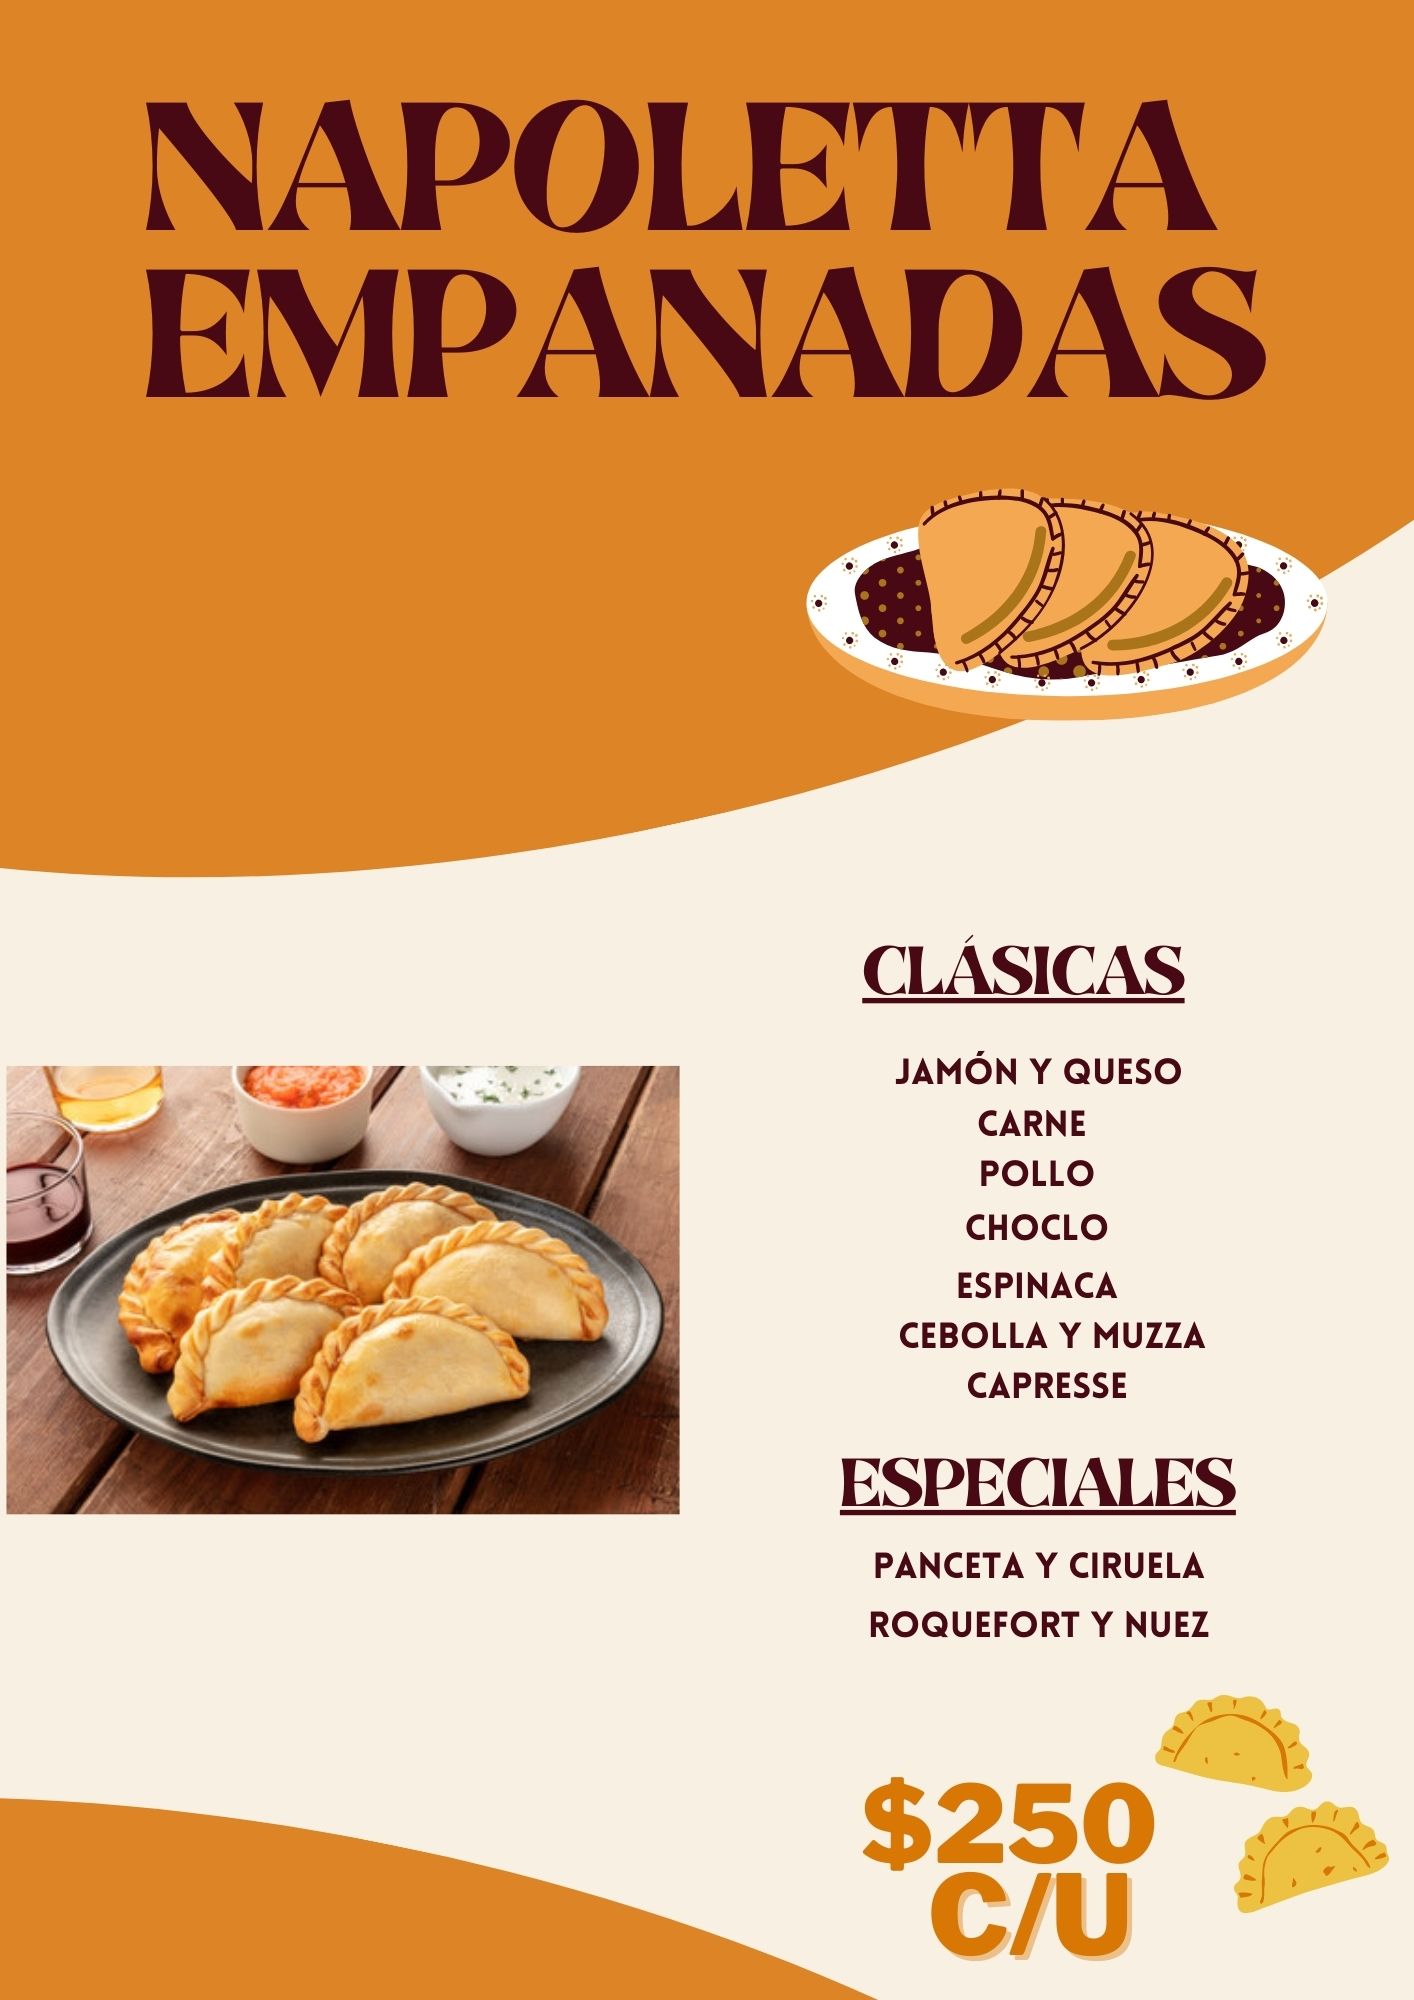 NAPOLETTA
EMPANADAS
CLÁSICAS
JAMÓN Y QUESO
CARNE
POLLO
CHOCLO
ESPINACA
CEBOLLA Y MUZZA
CAPRESSE
ESPECIALES
PANCETA Y CIRUELA
ROQUEFORT Y NUEZ
$250
C/U